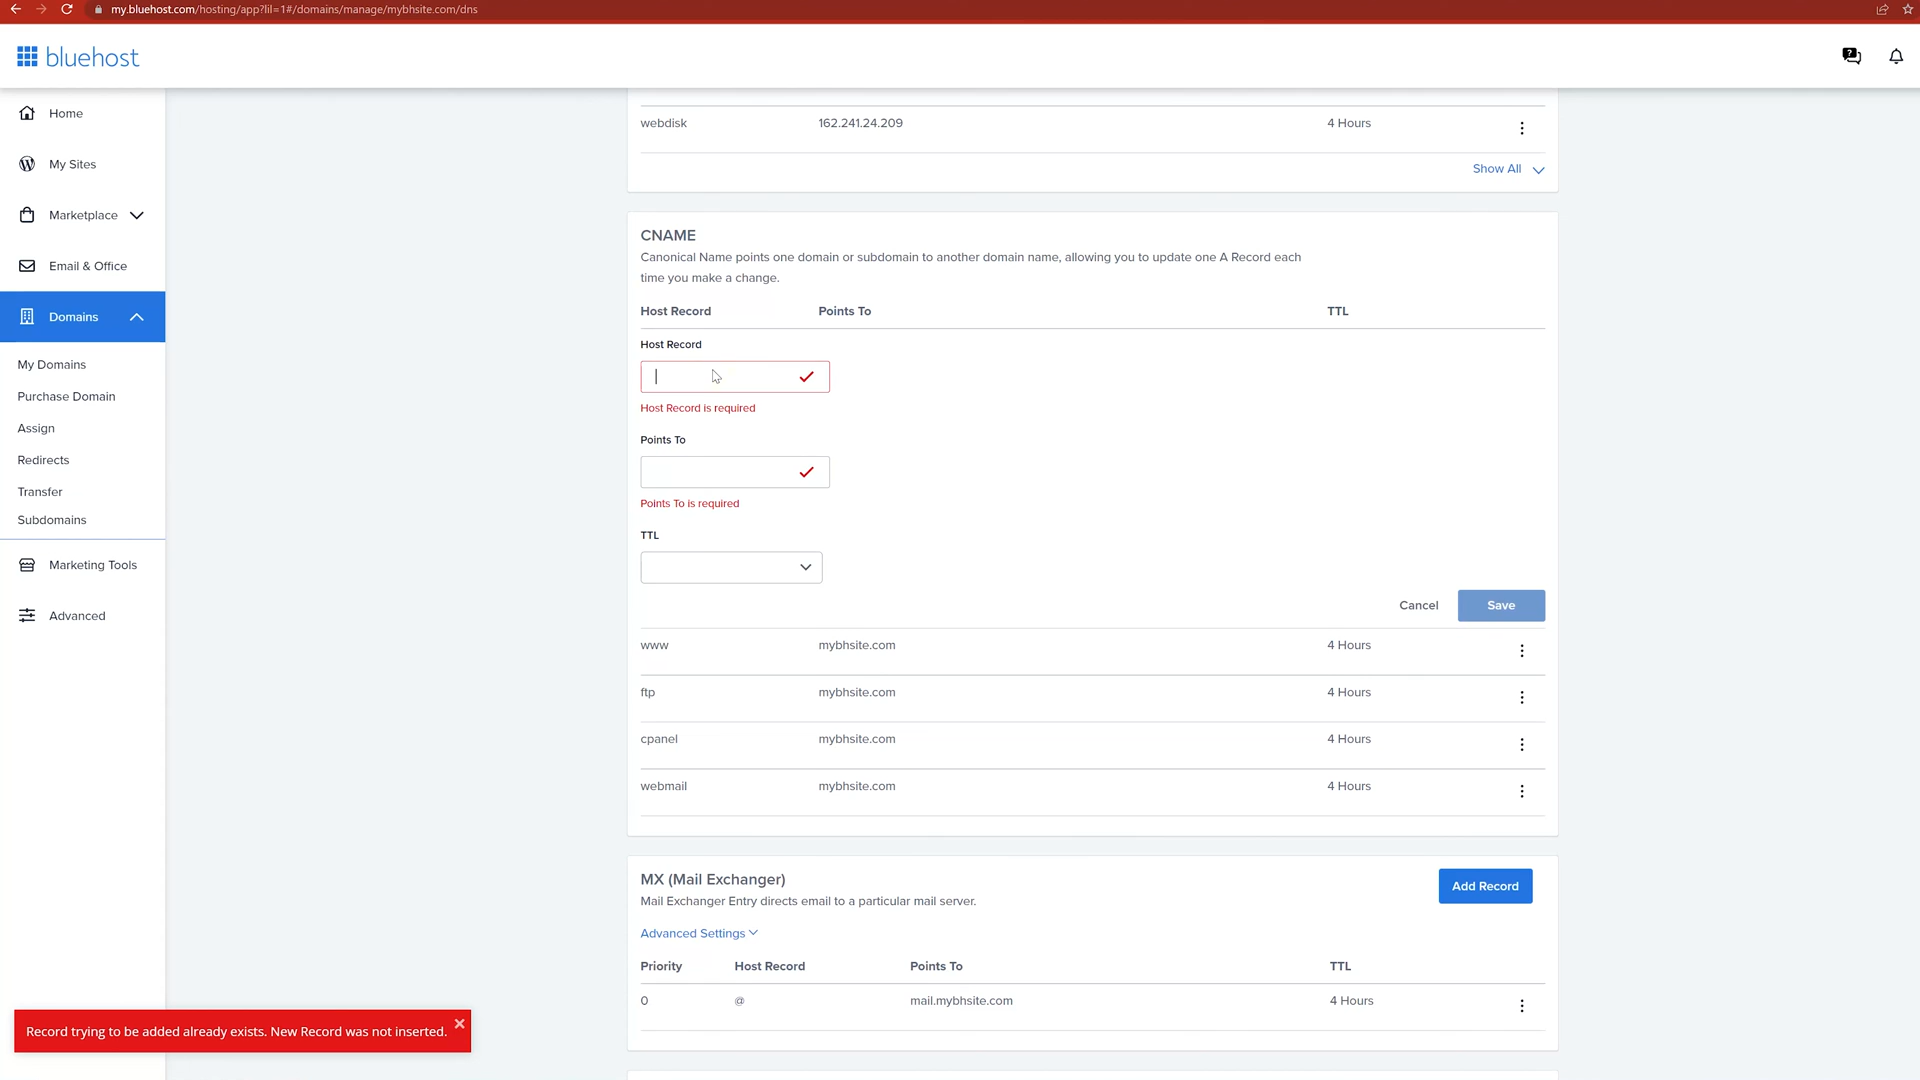 my.bluehost.com/hosting/app?lil=1#/domains/manage/mybhsite.com/dns
bluehost
Home
My Sites
Marketplace
Email & Office
Domains
My Domains
Purchase Domain
Assign
Redirects
Transfer
Subdomains
Marketing Tools
Advanced
webdisk 162.241.24.209 4 Hours
Show All
CNAME
Canonical Name points one domain or subdomain to another domain name, allowing you to update one A Record each
time you make a change.
Host Record Points To TTL
Host Record
Host Record is required
Points To
Points To is required
TTL
Cancel Save
www mybhsite.com 4 Hours
ftp mybhsite.com 4 Hours
cpanel mybhsite.com 4 Hours
webmail mybhsite.com 4 Hours
MX (Mail Exchanger)
Add Record
Mail Exchanger Entry directs email to a particular mail server.
Advanced Settings
Priority Host Record Points To TTL
0 @ mail.mybhsite.com 4 Hours
Record trying to be added already exists. New Record was not inserted.